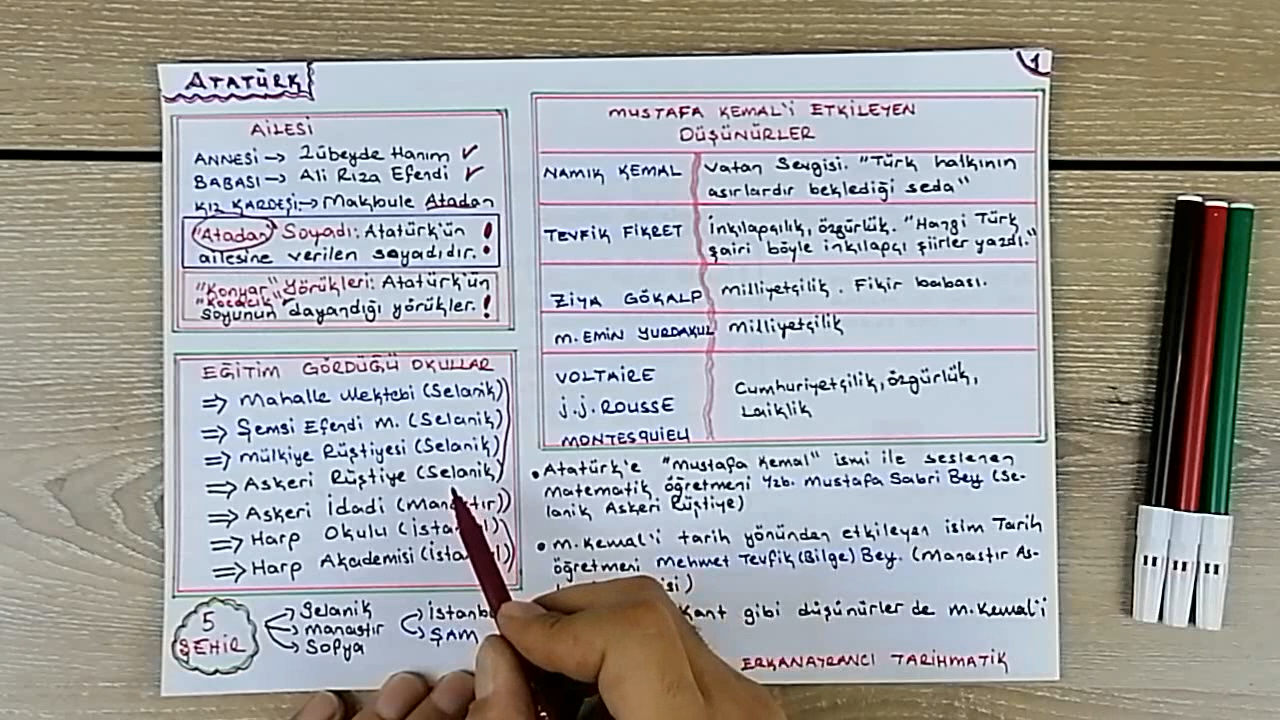 ATATÜRK
1
AİLESİ
ANNESİ → Zübeyde Hanım ✓
BABASI → Ali Rıza Efendi ✓
KIZ KARDEŞİ → Makbule Atadan
"Atadan" Soyadı: Atatürk'ün !
ailesine verilen soyadıdır.
"Konyar" Yörükleri: Atatürk'ün
"Kocacık"
soyunun dayandığı yörükler. !
EĞİTİM GÖRDÜĞÜ OKULLAR
⇒ Mahalle Mektebi (Selanik)
⇒ Şemsi Efendi M. (Selanik)
⇒ Mülkiye Rüştiyesi (Selanik)
⇒ Askeri Rüştiye (Selanik)
⇒ Askeri İdadi
⇒ Harp Okulu
⇒ Harp Akademisi
5
ŞEHİR
Selanik
Manastır
Sofya
ŞAM
MUSTAFA KEMAL'İ ETKİLEYEN
DÜŞÜNÜRLER
NAMIK KEMAL
Vatan Sevgisi. "Türk halkının
asırlardır beklediği seda"
TEVFİK FİKRET
İnkılapçılık, özgürlük. "Hangi Türk
şairi böyle inkılapçı şiirler yazdı."
ZİYA GÖKALP
Milliyetçilik. Fikir babası.
M. EMİN YURDAKUL
Milliyetçilik
VOLTAIRE
J.J. ROUSSE
MONTESQUIEU
Cumhuriyetçilik, özgürlük,
Laiklik
• Atatürk'e "Mustafa Kemal" ismi ile seslenen
Matematik öğretmeni Yzb. Mustafa Sabri Bey (Se-
lanik Askeri Rüştiye)
• M. Kemal'i tarih yönünden etkileyen isim Tarih
öğretmeni Mehmet Tevfik (Bilge) Bey. (Manastır As-
Kant gibi düşünürler de M. Kemal'i
ERKANAYRANCI TARİHMATİK